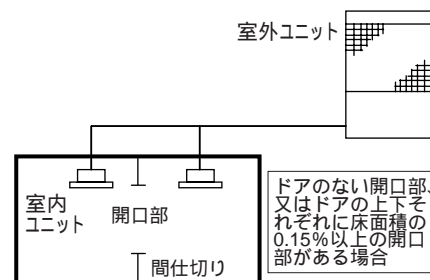 室外ユニット
室内
ユニット
開口部
間仕切り
ドアのない開口部、
又はドアの上下そ
れぞれに床面積の
0.15%以上の開口
部がある場合